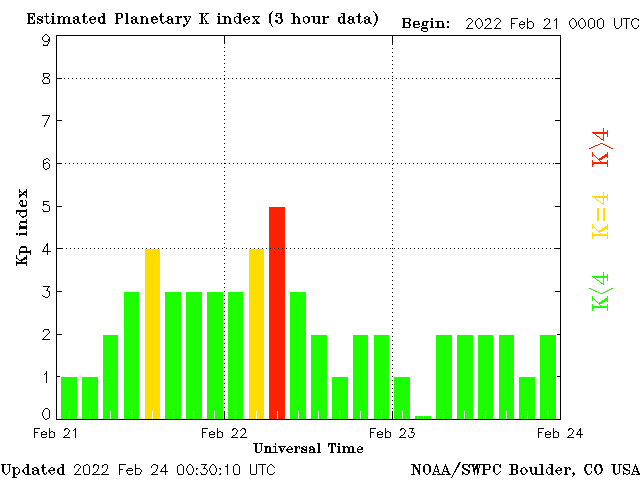 Estimated Planetary K index (3 hour data) Begin: 2022 Feb 21 0000 UTC
9
8
7
6
5
4
3
2
1
0
Kp index
K>4
K=4
K<4
Feb 21 Feb 22 Feb 23 Feb 24
Universal Time
Updated 2022 Feb 24 00:30:10 UTC NOAA/SWPC Boulder, CO USA